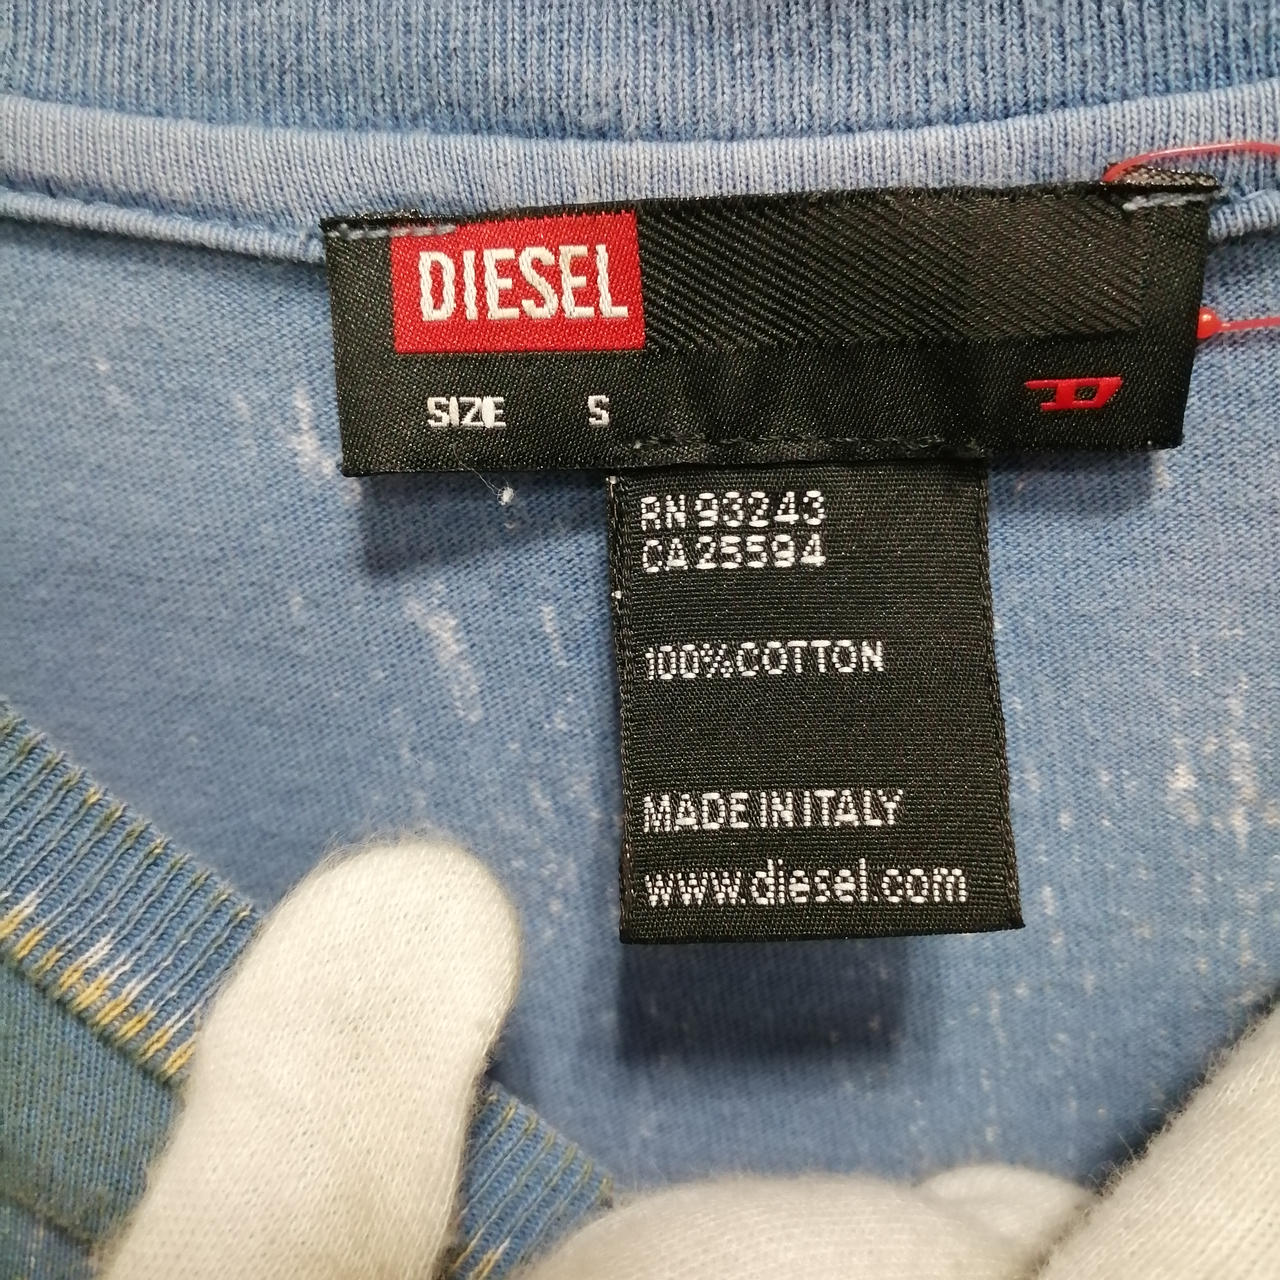 DIESEL
SIZE S
RN 93243
CA 25594
100% COTTON
MADE IN ITALY
www.diesel.com